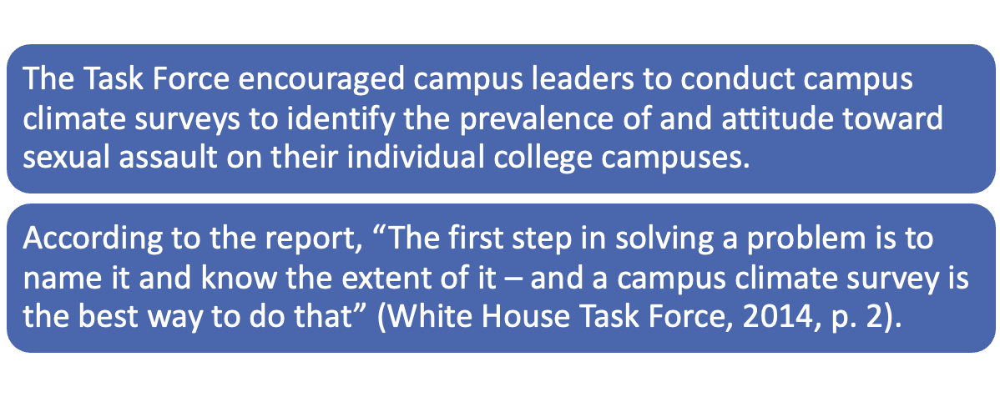 The Task Force encouraged campus leaders to conduct campus
climate surveys to identify the prevalence of and attitude toward
sexual assault on their individual college campuses.
According to the report, “The first step in solving a problem is to
name it and know the extent of it – and a campus climate survey is
the best way to do that” (White House Task Force, 2014, p. 2).